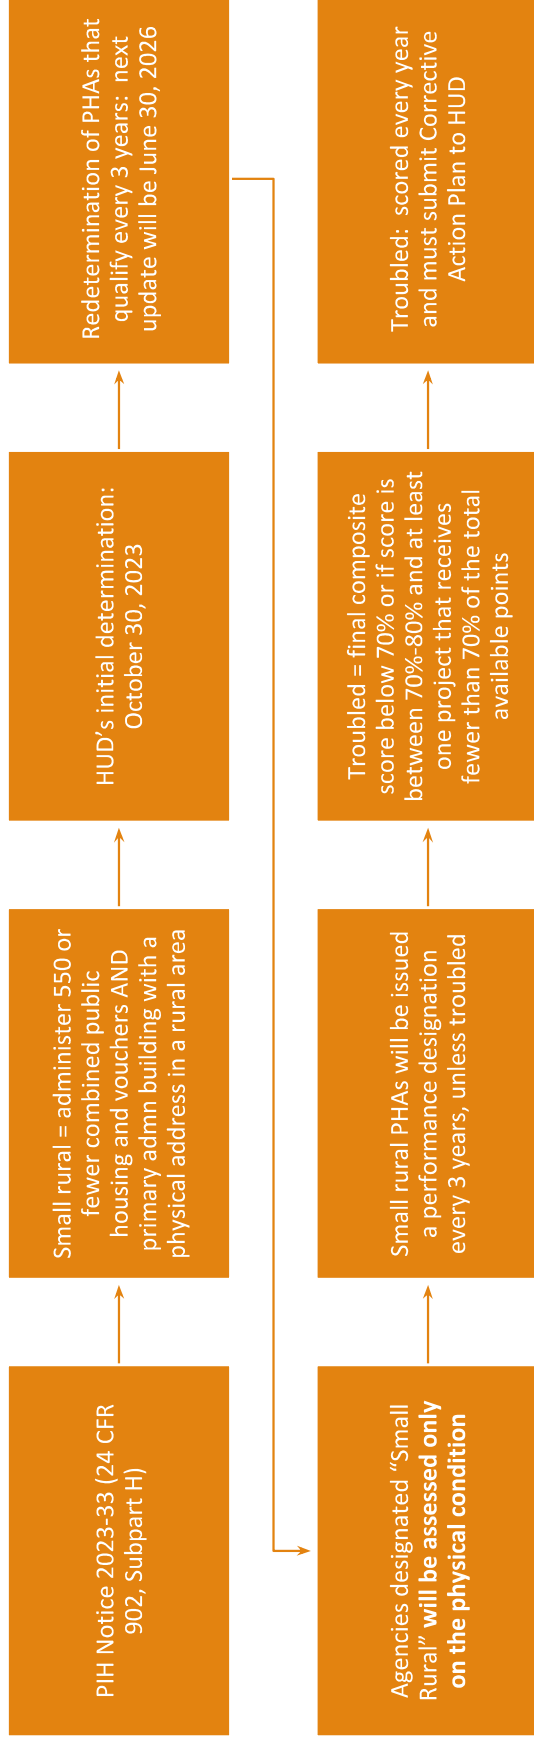 PIH Notice 2023-33 (24 CFR
902, Subpart H)
Small rural = administer 550 or
fewer combined public
housing and vouchers AND
primary admn building with a
physical address in a rural area
HUD’s initial determination:
October 30, 2023
Redetermination of PHAs that
qualify every 3 years:  next
update will be June 30, 2026
Agencies designated “Small
Rural” will be assessed only
on the physical condition
Small rural PHAs will be issued
a performance designation
every 3 years, unless troubled
Troubled = final composite
score below 70% or if score is
between 70%-80% and at least
one project that receives
fewer than 70% of the total
available points
Troubled:  scored every year
and must submit Corrective
Action Plan to HUD